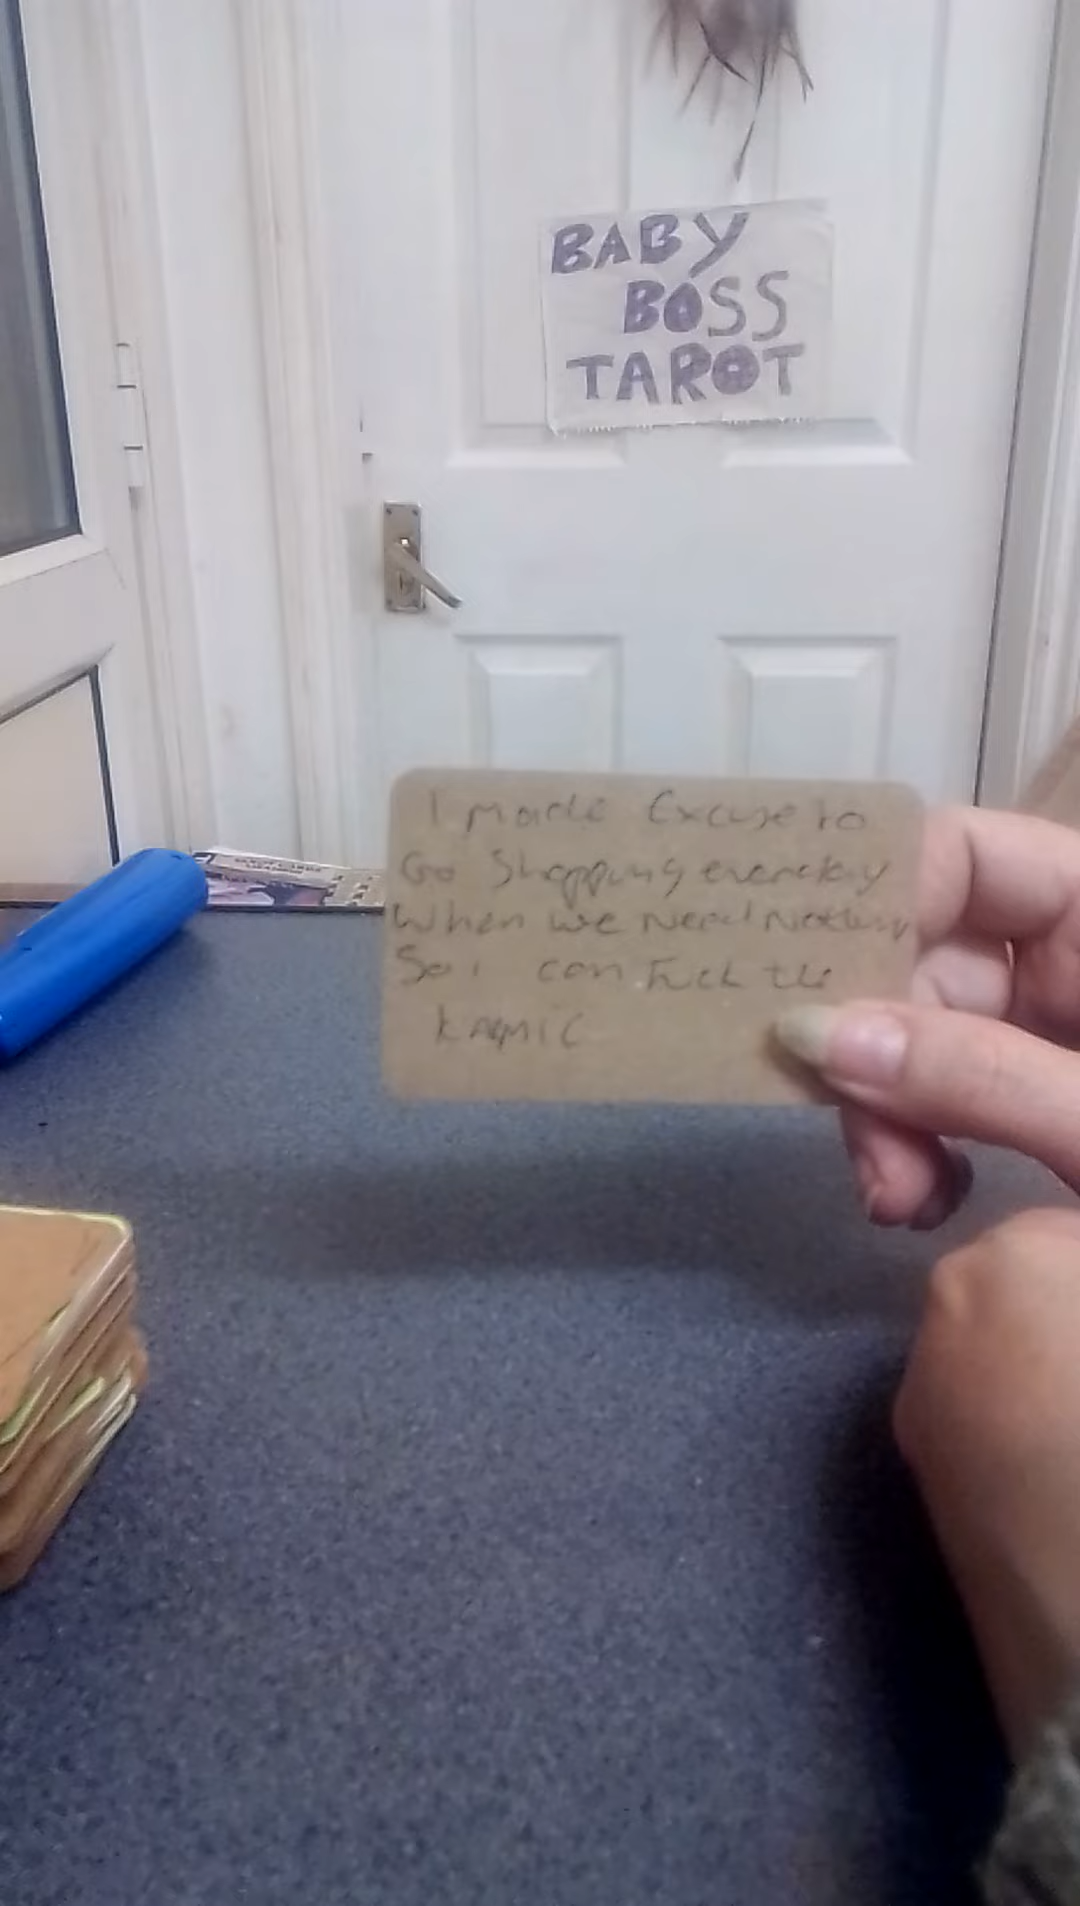 BABY
BOSS
TAROT
I made Excuse to
Go Shopping everyday
When we Need Nothing
So i can Fuck the
karmic